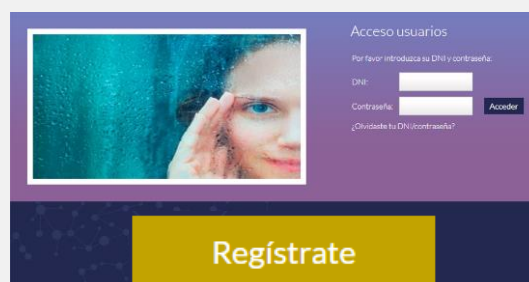 Acceso usuarios
Por favor introduzca su DNI y contraseña:
DNI:
Contraseña:
Acceder
¿Olvidaste tu DNI/contraseña?
Regístrate